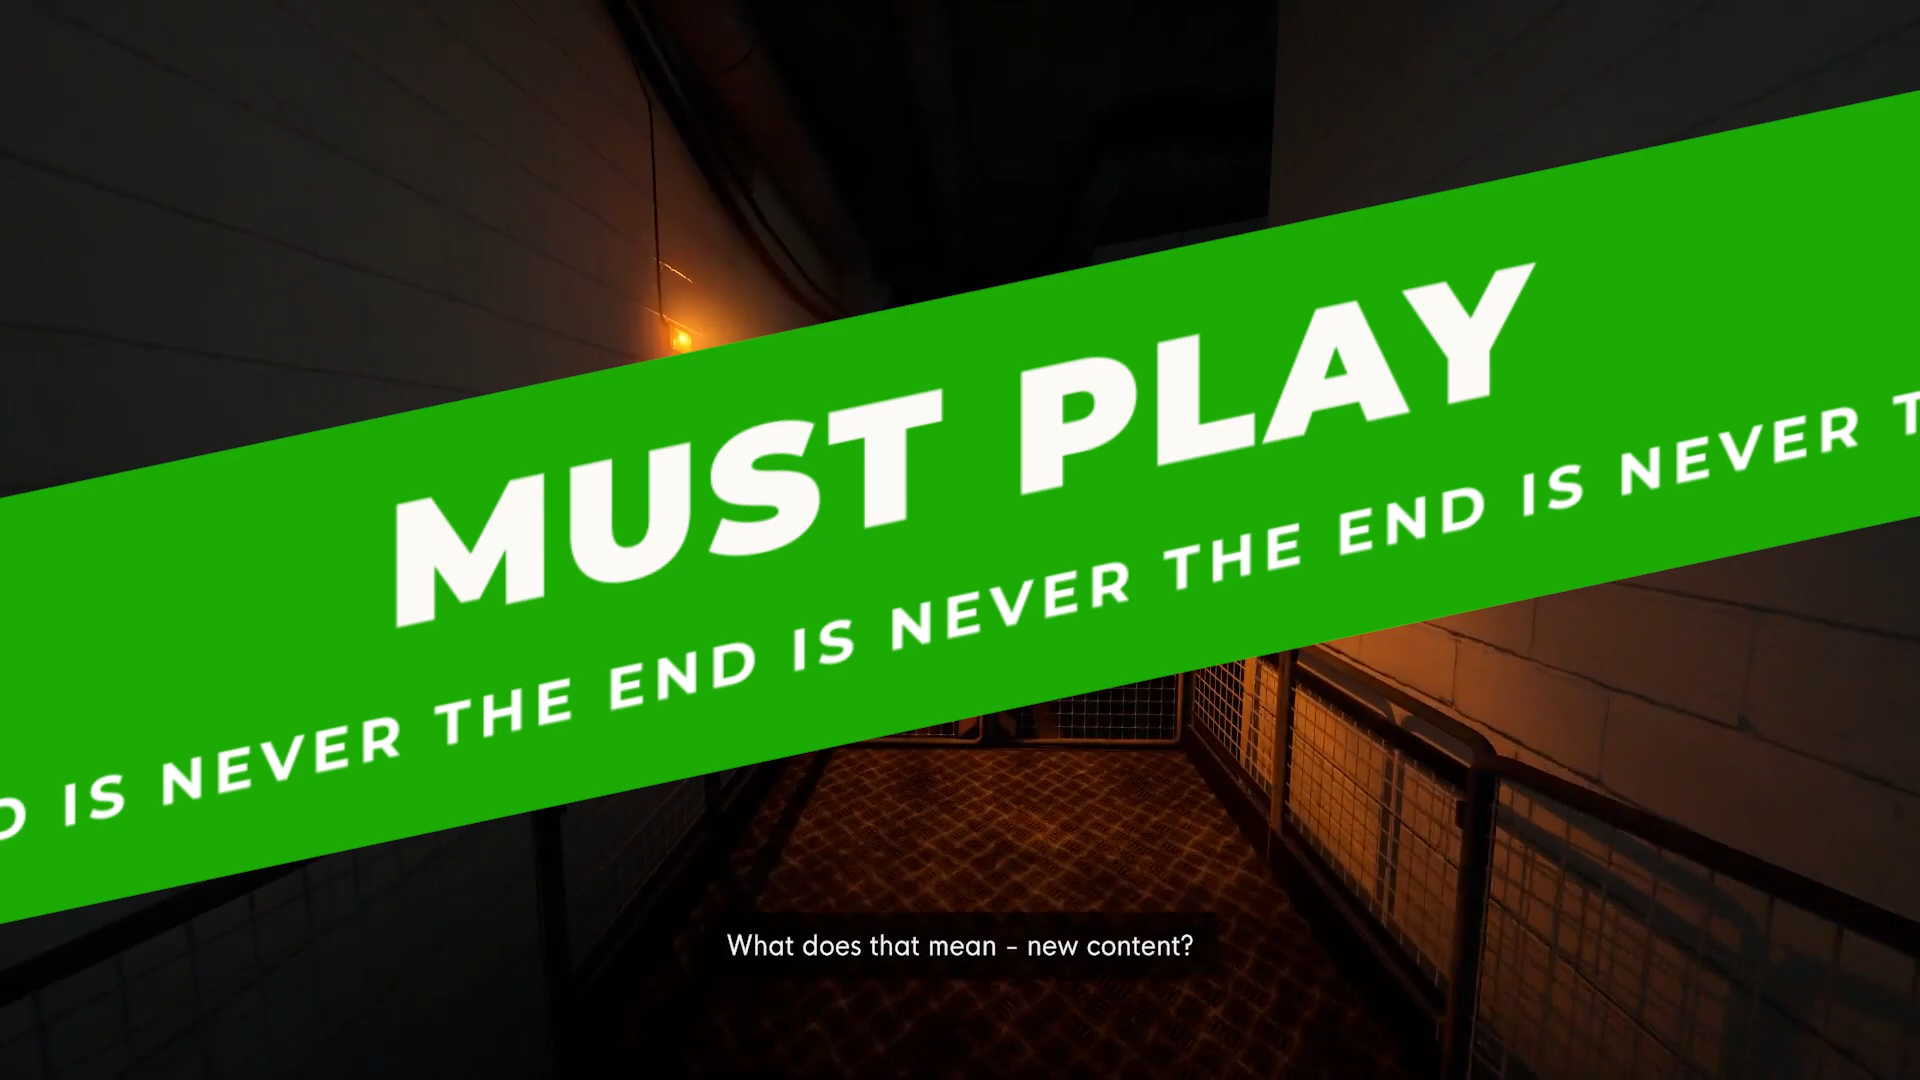 MUST PLAY
D IS NEVER THE END IS NEVER THE END IS NEVER T
What does that mean - new content?